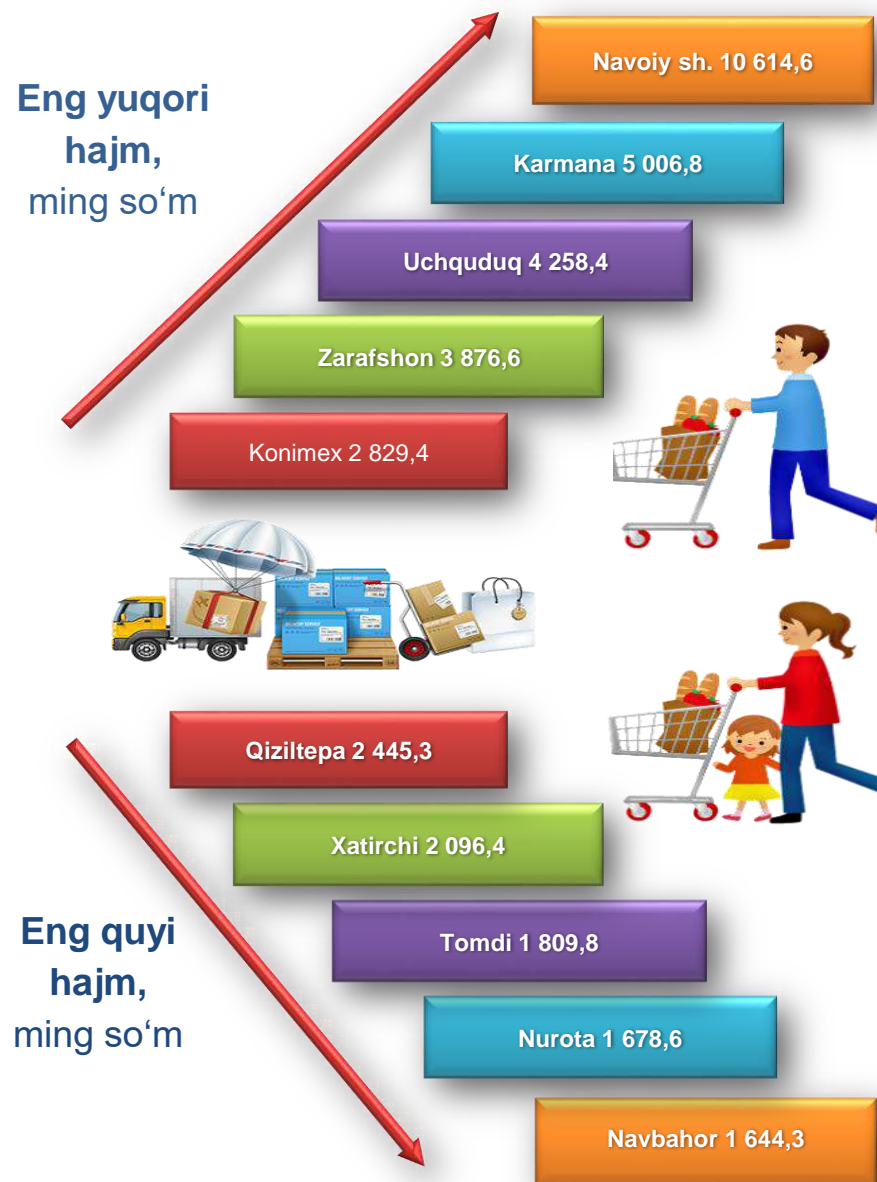 Eng yuqori
hajm,
ming so‘m
Navoiy sh. 10 614,6
Karmana 5 006,8
Uchquduq 4 258,4
Zarafshon 3 876,6
Konimex 2 829,4
Qiziltepa 2 445,3
Xatirchi 2 096,4
Tomdi 1 809,8
Nurota 1 678,6
Navbahor 1 644,3
Eng quyi
hajm,
ming so‘m